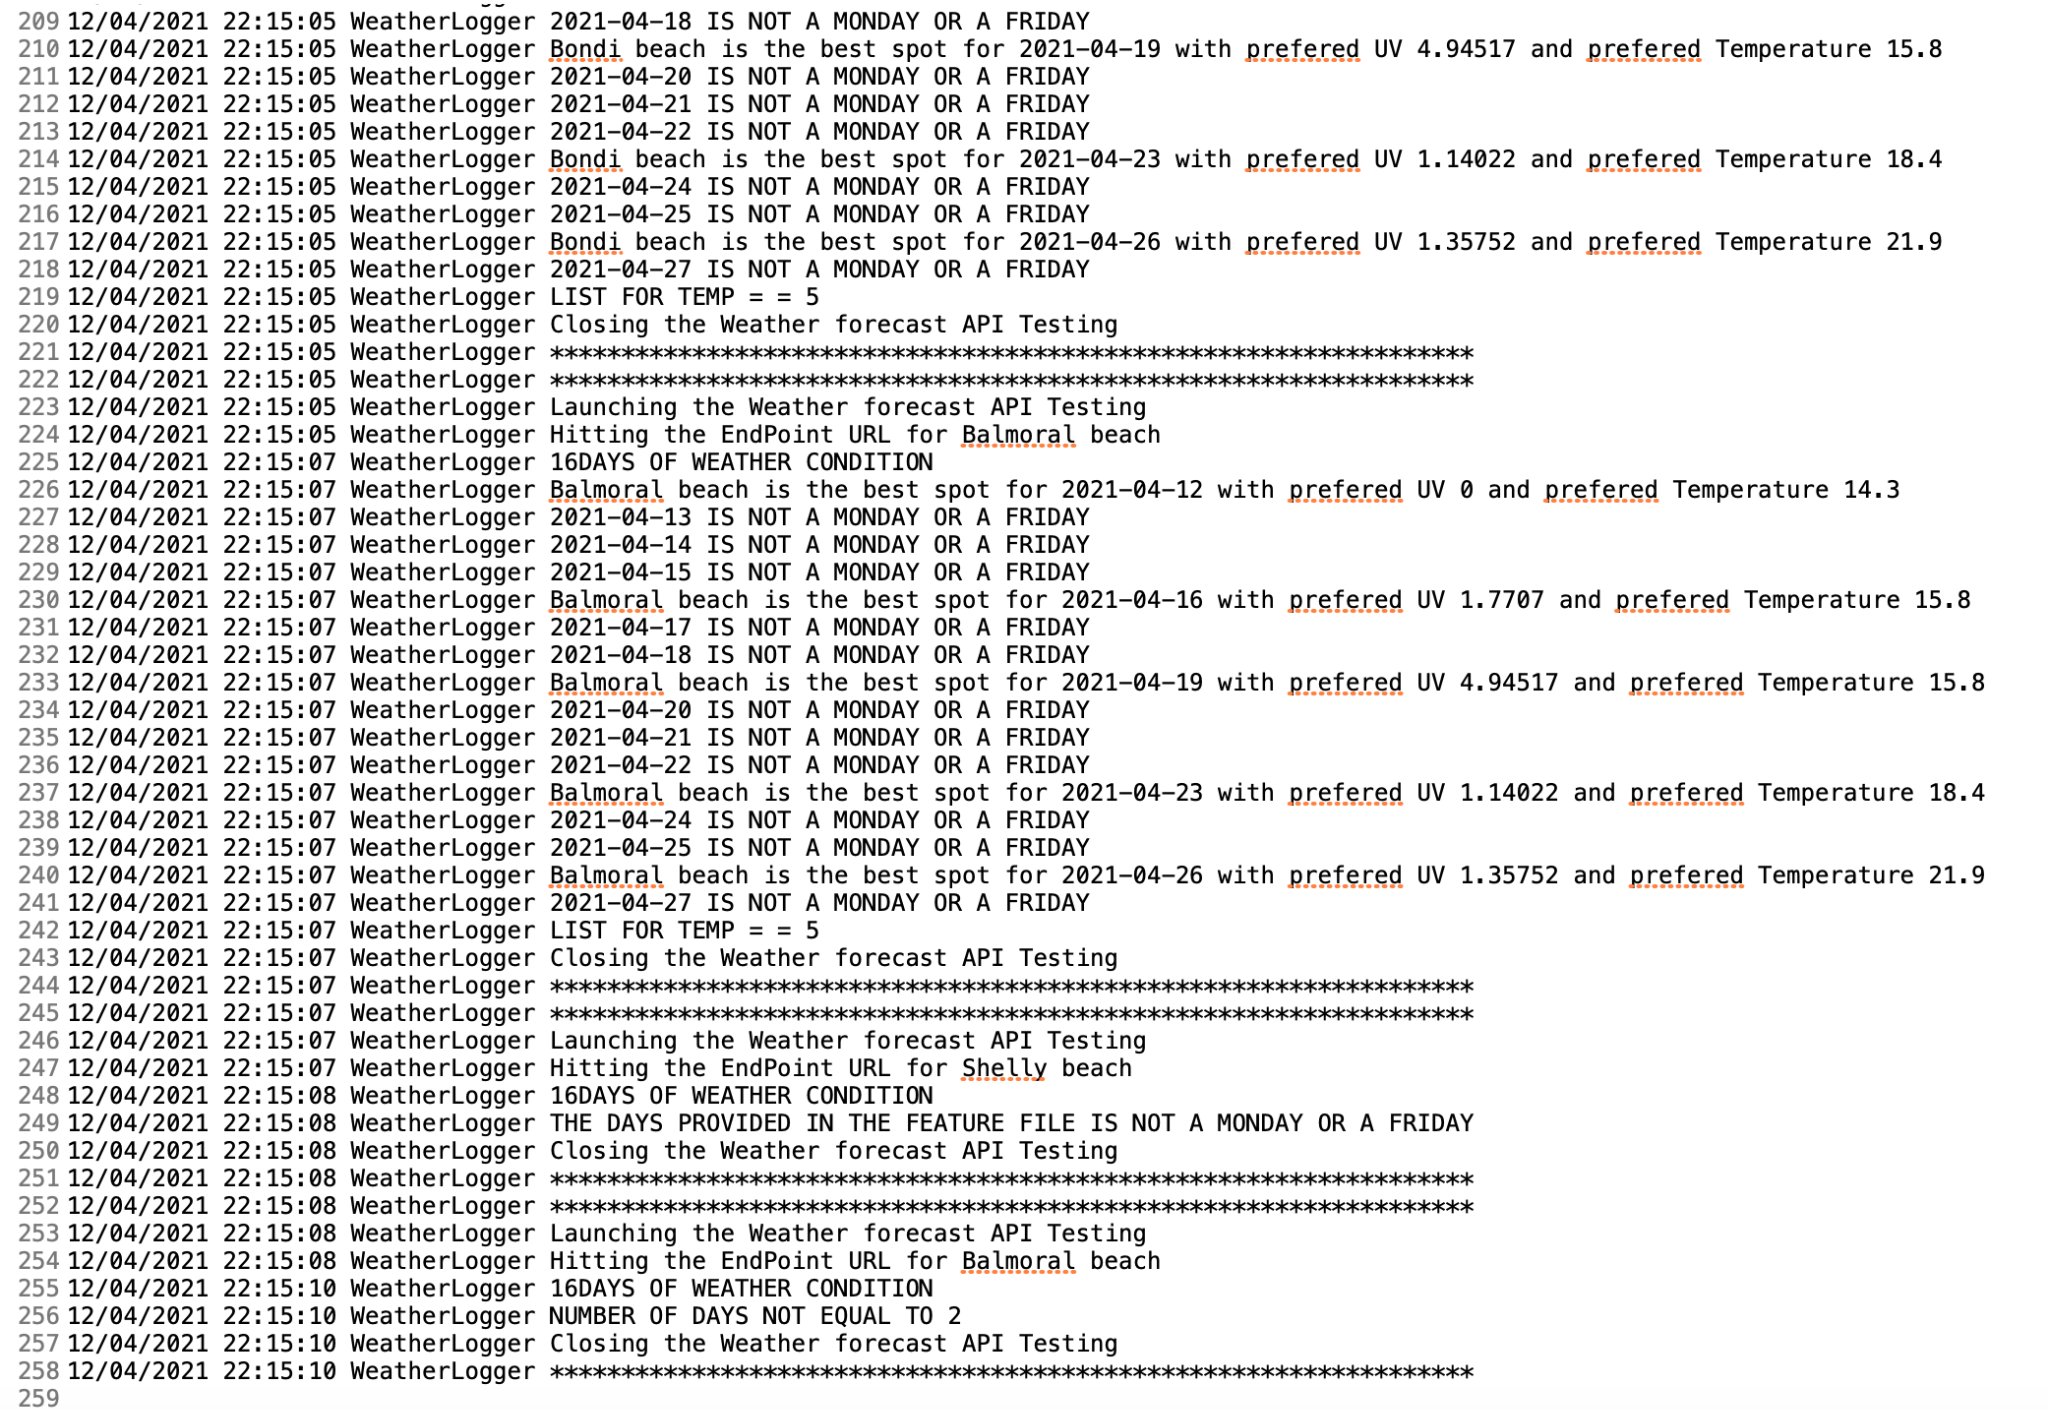 209 12/04/2021 22:15:05 WeatherLogger 2021-04-18 IS NOT A MONDAY OR A FRIDAY
210 12/04/2021 22:15:05 WeatherLogger Bondi beach is the best spot for 2021-04-19 with prefered UV 4.94517 and prefered Temperature 15.8
211 12/04/2021 22:15:05 WeatherLogger 2021-04-20 IS NOT A MONDAY OR A FRIDAY
212 12/04/2021 22:15:05 WeatherLogger 2021-04-21 IS NOT A MONDAY OR A FRIDAY
213 12/04/2021 22:15:05 WeatherLogger 2021-04-22 IS NOT A MONDAY OR A FRIDAY
214 12/04/2021 22:15:05 WeatherLogger Bondi beach is the best spot for 2021-04-23 with prefered UV 1.14022 and prefered Temperature 18.4
215 12/04/2021 22:15:05 WeatherLogger 2021-04-24 IS NOT A MONDAY OR A FRIDAY
216 12/04/2021 22:15:05 WeatherLogger 2021-04-25 IS NOT A MONDAY OR A FRIDAY
217 12/04/2021 22:15:05 WeatherLogger Bondi beach is the best spot for 2021-04-26 with prefered UV 1.35752 and prefered Temperature 21.9
218 12/04/2021 22:15:05 WeatherLogger 2021-04-27 IS NOT A MONDAY OR A FRIDAY
219 12/04/2021 22:15:05 WeatherLogger LIST FOR TEMP = = 5
220 12/04/2021 22:15:05 WeatherLogger Closing the Weather forecast API Testing
221 12/04/2021 22:15:05 WeatherLogger *****************************************************************
222 12/04/2021 22:15:05 WeatherLogger *****************************************************************
223 12/04/2021 22:15:05 WeatherLogger Launching the Weather forecast API Testing
224 12/04/2021 22:15:05 WeatherLogger Hitting the EndPoint URL for Balmoral beach
225 12/04/2021 22:15:07 WeatherLogger 16DAYS OF WEATHER CONDITION
226 12/04/2021 22:15:07 WeatherLogger Balmoral beach is the best spot for 2021-04-12 with prefered UV 0 and prefered Temperature 14.3
227 12/04/2021 22:15:07 WeatherLogger 2021-04-13 IS NOT A MONDAY OR A FRIDAY
228 12/04/2021 22:15:07 WeatherLogger 2021-04-14 IS NOT A MONDAY OR A FRIDAY
229 12/04/2021 22:15:07 WeatherLogger 2021-04-15 IS NOT A MONDAY OR A FRIDAY
230 12/04/2021 22:15:07 WeatherLogger Balmoral beach is the best spot for 2021-04-16 with prefered UV 1.7707 and prefered Temperature 15.8
231 12/04/2021 22:15:07 WeatherLogger 2021-04-17 IS NOT A MONDAY OR A FRIDAY
232 12/04/2021 22:15:07 WeatherLogger 2021-04-18 IS NOT A MONDAY OR A FRIDAY
233 12/04/2021 22:15:07 WeatherLogger Balmoral beach is the best spot for 2021-04-19 with prefered UV 4.94517 and prefered Temperature 15.8
234 12/04/2021 22:15:07 WeatherLogger 2021-04-20 IS NOT A MONDAY OR A FRIDAY
235 12/04/2021 22:15:07 WeatherLogger 2021-04-21 IS NOT A MONDAY OR A FRIDAY
236 12/04/2021 22:15:07 WeatherLogger 2021-04-22 IS NOT A MONDAY OR A FRIDAY
237 12/04/2021 22:15:07 WeatherLogger Balmoral beach is the best spot for 2021-04-23 with prefered UV 1.14022 and prefered Temperature 18.4
238 12/04/2021 22:15:07 WeatherLogger 2021-04-24 IS NOT A MONDAY OR A FRIDAY
239 12/04/2021 22:15:07 WeatherLogger 2021-04-25 IS NOT A MONDAY OR A FRIDAY
240 12/04/2021 22:15:07 WeatherLogger Balmoral beach is the best spot for 2021-04-26 with prefered UV 1.35752 and prefered Temperature 21.9
241 12/04/2021 22:15:07 WeatherLogger 2021-04-27 IS NOT A MONDAY OR A FRIDAY
242 12/04/2021 22:15:07 WeatherLogger LIST FOR TEMP = = 5
243 12/04/2021 22:15:07 WeatherLogger Closing the Weather forecast API Testing
244 12/04/2021 22:15:07 WeatherLogger *****************************************************************
245 12/04/2021 22:15:07 WeatherLogger *****************************************************************
246 12/04/2021 22:15:07 WeatherLogger Launching the Weather forecast API Testing
247 12/04/2021 22:15:07 WeatherLogger Hitting the EndPoint URL for Shelly beach
248 12/04/2021 22:15:08 WeatherLogger 16DAYS OF WEATHER CONDITION
249 12/04/2021 22:15:08 WeatherLogger THE DAYS PROVIDED IN THE FEATURE FILE IS NOT A MONDAY OR A FRIDAY
250 12/04/2021 22:15:08 WeatherLogger Closing the Weather forecast API Testing
251 12/04/2021 22:15:08 WeatherLogger *****************************************************************
252 12/04/2021 22:15:08 WeatherLogger *****************************************************************
253 12/04/2021 22:15:08 WeatherLogger Launching the Weather forecast API Testing
254 12/04/2021 22:15:08 WeatherLogger Hitting the EndPoint URL for Balmoral beach
255 12/04/2021 22:15:10 WeatherLogger 16DAYS OF WEATHER CONDITION
256 12/04/2021 22:15:10 WeatherLogger NUMBER OF DAYS NOT EQUAL TO 2
257 12/04/2021 22:15:10 WeatherLogger Closing the Weather forecast API Testing
258 12/04/2021 22:15:10 WeatherLogger *****************************************************************
259